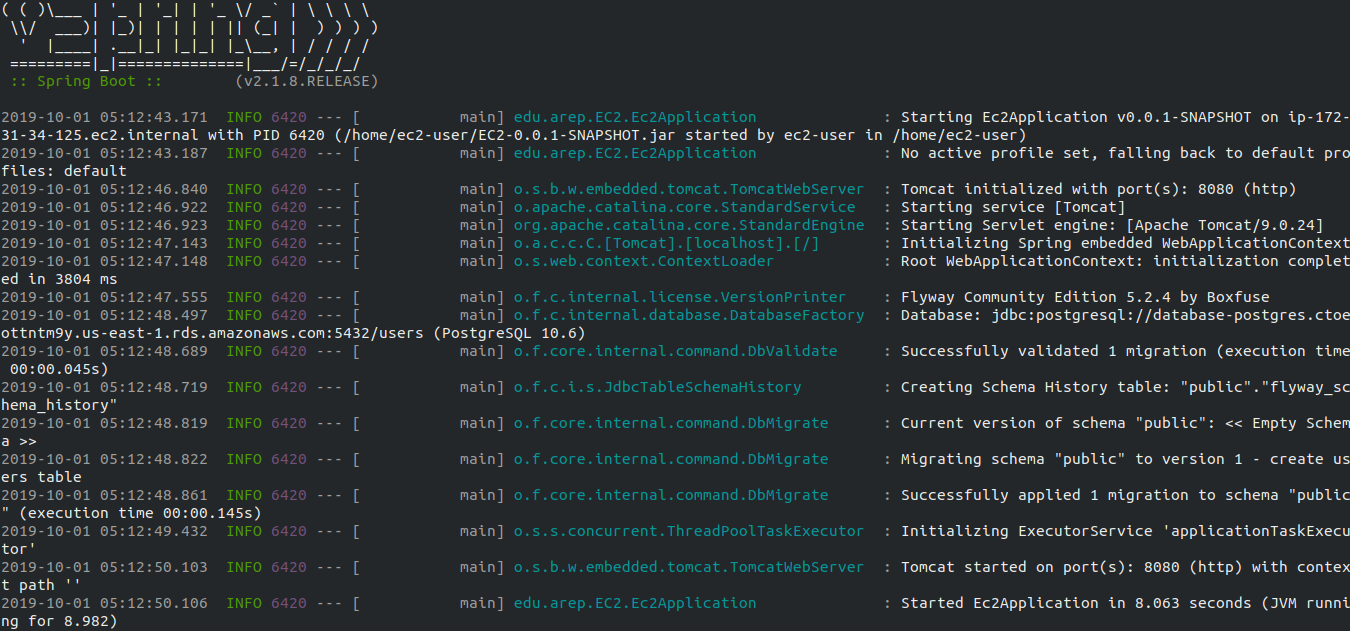 ( ( )\___ | '_ | '_| | '_ \/ _` | \ \ \ \
 \\/  ___)| |_)| | | | | || (_| |  ) ) ) )
  '  |____| .__|_| |_|_| |_\__, | / / / /
 =========|_|==============|___/=/_/_/_/
 :: Spring Boot ::        (v2.1.8.RELEASE)
2019-10-01 05:12:43.171  INFO 6420 --- [           main] edu.arep.EC2.Ec2Application              : Starting Ec2Application v0.0.1-SNAPSHOT on ip-172-
31-34-125.ec2.internal with PID 6420 (/home/ec2-user/EC2-0.0.1-SNAPSHOT.jar started by ec2-user in /home/ec2-user)
2019-10-01 05:12:43.187  INFO 6420 --- [           main] edu.arep.EC2.Ec2Application              : No active profile set, falling back to default pro
files: default
2019-10-01 05:12:46.840  INFO 6420 --- [           main] o.s.b.w.embedded.tomcat.TomcatWebServer  : Tomcat initialized with port(s): 8080 (http)
2019-10-01 05:12:46.922  INFO 6420 --- [           main] o.apache.catalina.core.StandardService   : Starting service [Tomcat]
2019-10-01 05:12:46.923  INFO 6420 --- [           main] org.apache.catalina.core.StandardEngine  : Starting Servlet engine: [Apache Tomcat/9.0.24]
2019-10-01 05:12:47.143  INFO 6420 --- [           main] o.a.c.c.C.[Tomcat].[localhost].[/]       : Initializing Spring embedded WebApplicationContext
2019-10-01 05:12:47.148  INFO 6420 --- [           main] o.s.web.context.ContextLoader            : Root WebApplicationContext: initialization complet
ed in 3804 ms
2019-10-01 05:12:47.555  INFO 6420 --- [           main] o.f.c.internal.license.VersionPrinter    : Flyway Community Edition 5.2.4 by Boxfuse
2019-10-01 05:12:48.497  INFO 6420 --- [           main] o.f.c.internal.database.DatabaseFactory  : Database: jdbc:postgresql://database-postgres.ctoe
ottntm9y.us-east-1.rds.amazonaws.com:5432/users (PostgreSQL 10.6)
2019-10-01 05:12:48.689  INFO 6420 --- [           main] o.f.core.internal.command.DbValidate     : Successfully validated 1 migration (execution time
 00:00.045s)
2019-10-01 05:12:48.719  INFO 6420 --- [           main] o.f.c.i.s.JdbcTableSchemaHistory         : Creating Schema History table: "public"."flyway_sc
hema_history"
2019-10-01 05:12:48.819  INFO 6420 --- [           main] o.f.core.internal.command.DbMigrate      : Current version of schema "public": << Empty Schem
a >>
2019-10-01 05:12:48.822  INFO 6420 --- [           main] o.f.core.internal.command.DbMigrate      : Migrating schema "public" to version 1 - create us
ers table
2019-10-01 05:12:48.861  INFO 6420 --- [           main] o.f.core.internal.command.DbMigrate      : Successfully applied 1 migration to schema "public
" (execution time 00:00.145s)
2019-10-01 05:12:49.432  INFO 6420 --- [           main] o.s.s.concurrent.ThreadPoolTaskExecutor  : Initializing ExecutorService 'applicationTaskExecu
tor'
2019-10-01 05:12:50.103  INFO 6420 --- [           main] o.s.b.w.embedded.tomcat.TomcatWebServer  : Tomcat started on port(s): 8080 (http) with contex
t path ''
2019-10-01 05:12:50.106  INFO 6420 --- [           main] edu.arep.EC2.Ec2Application              : Started Ec2Application in 8.063 seconds (JVM runni
ng for 8.982)